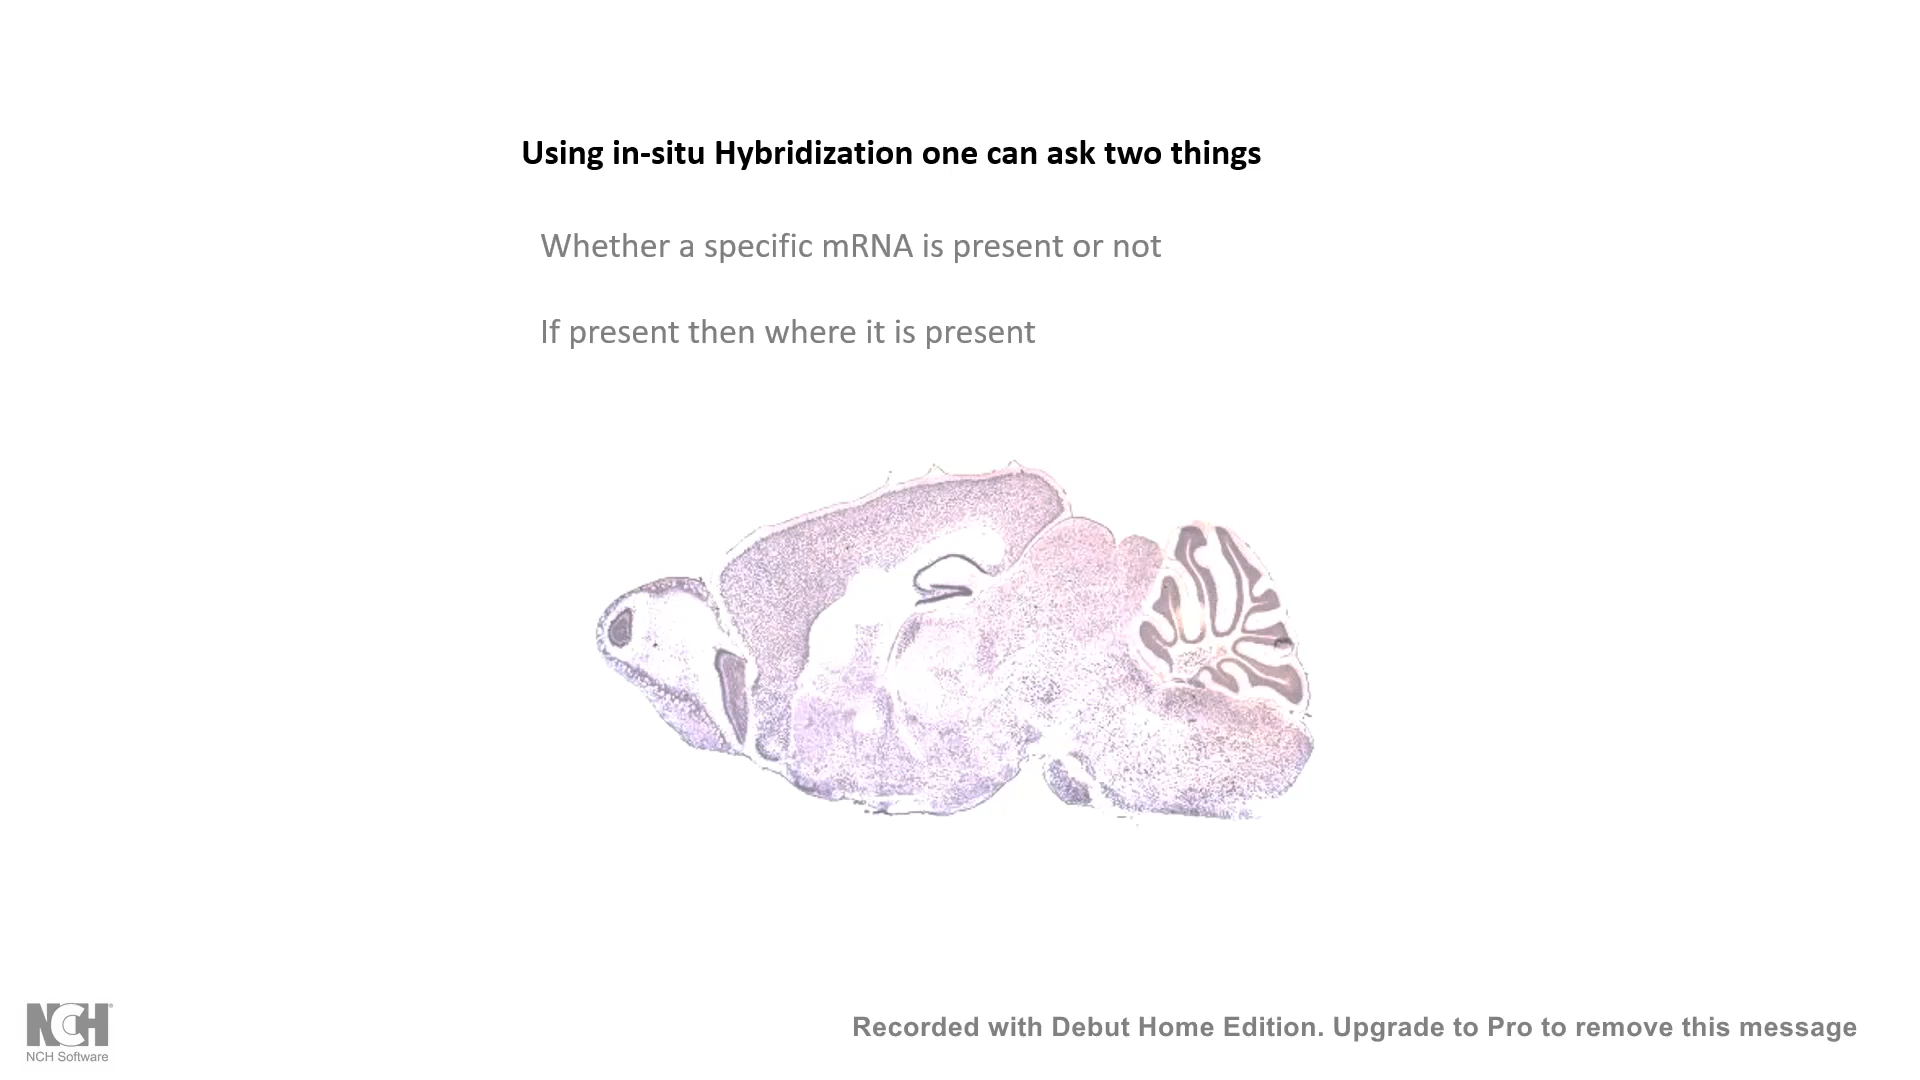 Using in-situ Hybridization one can ask two things
Whether a specific mRNA is present or not
If present then where it is present
NCH
NCH Software
Recorded with Debut Home Edition. Upgrade to Pro to remove this message